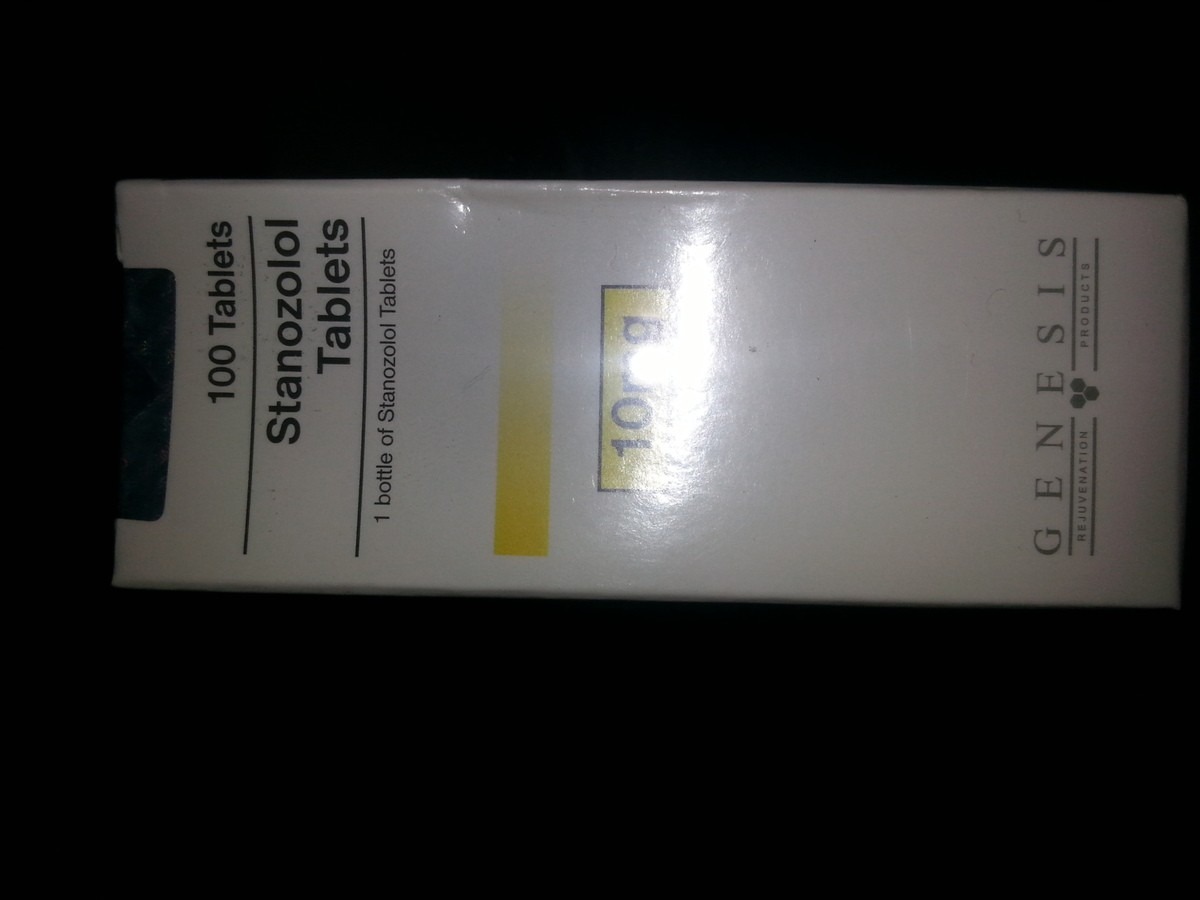 100 Tablets
Stanozolol
Tablets
1 bottle of Stanozolol Tablets
10mg
GENESIS
REJUVENATION PRODUCTS